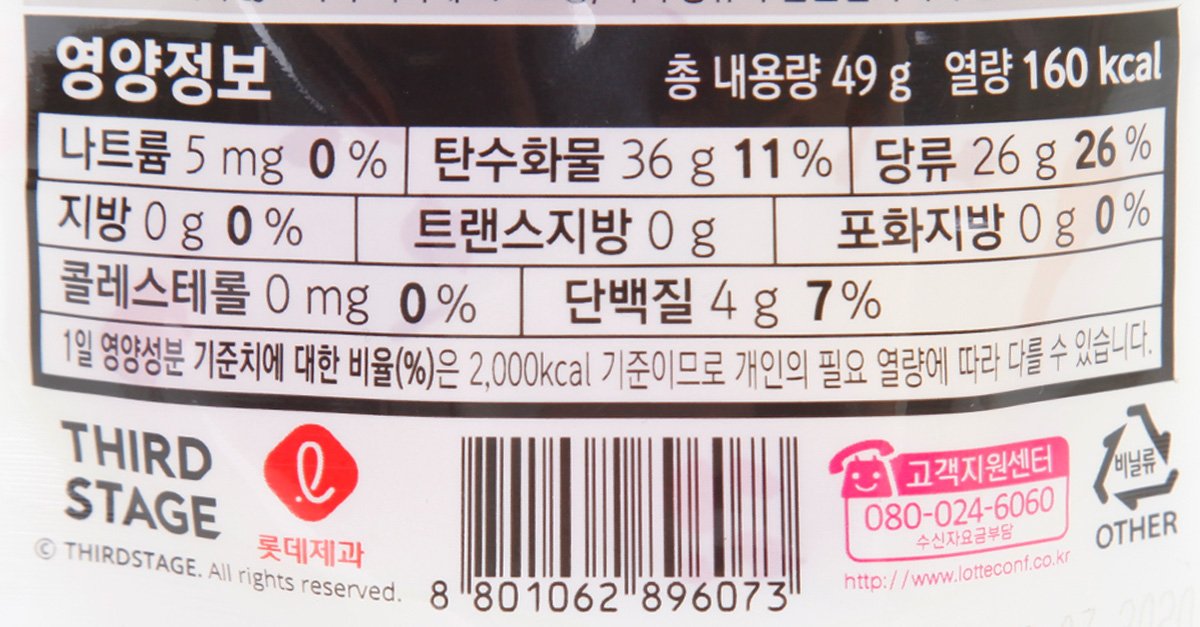 영양정보 총 내용량 49 g 열량 160 kcal
나트륨 5 mg 0 % 탄수화물 36 g 11 % 당류 26 g 26 %
지방 0 g 0 % 트랜스지방 0 g 포화지방 0 g 0 %
콜레스테롤 0 mg 0 % 단백질 4 g 7 %
1일 영양성분 기준치에 대한 비율(%)은 2,000kcal 기준이므로 개인의 필요 열량에 따라 다를 수 있습니다.
THIRD
STAGE
© THIRDSTAGE. All rights reserved.
롯데제과
8 801062 896073
고객지원센터
080-024-6060
수신자요금부담
http://www.lotteconf.co.kr
비닐류
OTHER